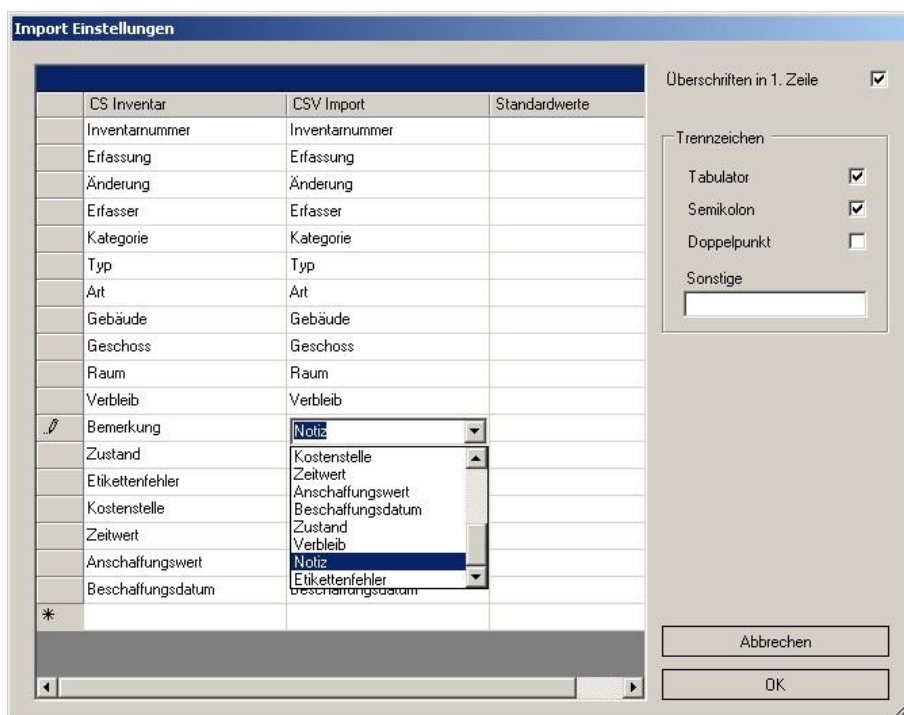 Import Einstellungen
CS Inventar CSV Import Standardwerte
Inventarnummer Inventarnummer
Erfassung Erfassung
Änderung Änderung
Erfasser Erfasser
Kategorie Kategorie
Typ Typ
Art Art
Gebäude Gebäude
Geschoss Geschoss
Raum Raum
Verbleib Verbleib
Bemerkung Notiz
Zustand
Etikettenfehler
Kostenstelle
Zeitwert
Anschaffungswert
Beschaffungsdatum Beschaffungsdatum
Kostenstelle
Zeitwert
Anschaffungswert
Beschaffungsdatum
Zustand
Verbleib
Notiz
Etikettenfehler
Überschriften in 1. Zeile
Trennzeichen
Tabulator
Semikolon
Doppelpunkt
Sonstige
Abbrechen
OK